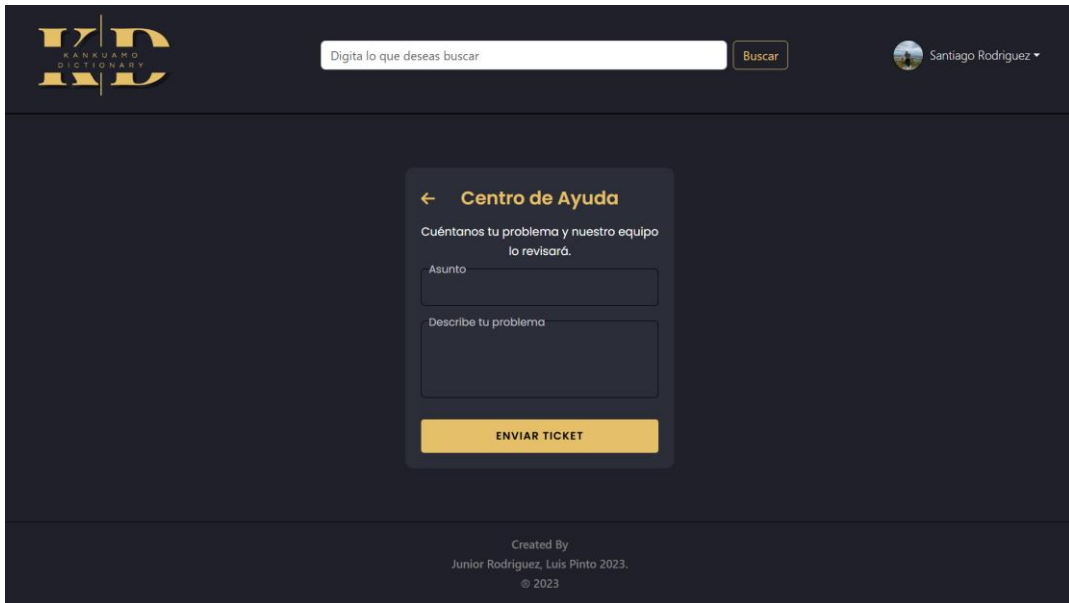 KD
KANKUAMO
DICTIONARY
Digita lo que deseas buscar
Buscar
Santiago Rodriguez
← Centro de Ayuda
Cuéntanos tu problema y nuestro equipo
lo revisará.
Asunto
Describe tu problema
ENVIAR TICKET
Created By
Junior Rodriguez, Luis Pinto 2023.
® 2023